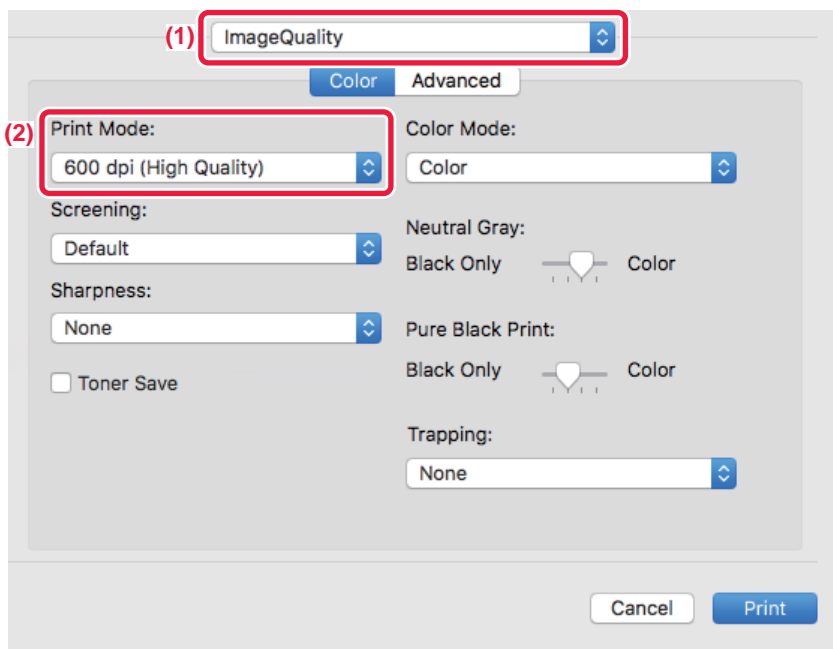 (1) ImageQuality
Color Advanced
(2) Print Mode:
600 dpi (High Quality)
Screening:
Default
Sharpness:
None
Toner Save
Color Mode:
Color
Neutral Gray:
Black Only Color
Pure Black Print:
Black Only Color
Trapping:
None
Cancel Print